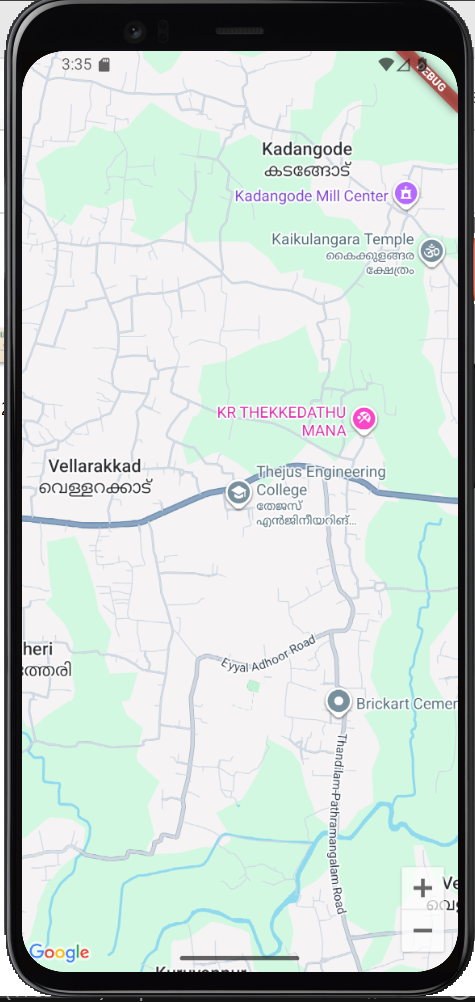 3:35
DEBUG
Kadangode
കടങ്ങോട്
Kadangode Mill Center
Kaikulangara Temple
കൈക്കുളങ്ങര
ക്ഷേത്രം
KR THEKKEDATHU
MANA
Vellarakkad
വെള്ളറക്കാട്
Thejus Engineering
College
തേജസ്
എൻജിനീയറിങ്...
heri
ത്തേരി
Eyyal Adhoor Road
Brickart Cemen
Thandilam-Pathramangalam Road
+
Ve
−
Google